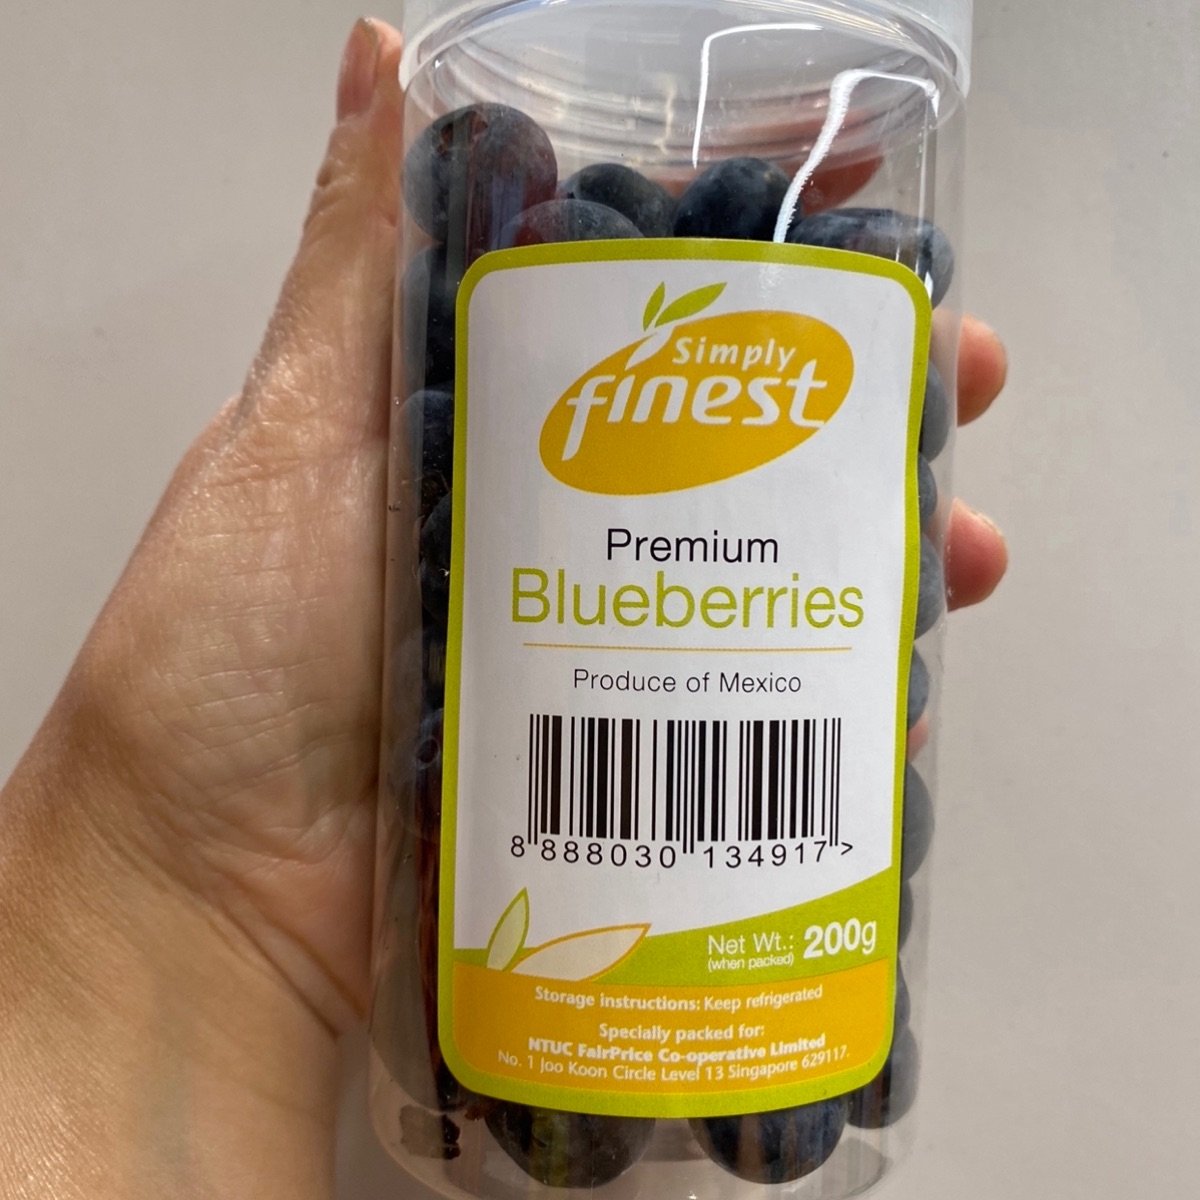 Simply
finest
Premium
Blueberries
Produce of Mexico
8 888030 134917 >
Net Wt.: 200g
(when packed)
Storage instructions: Keep refrigerated
Specially packed for:
NTUC FairPrice Co-operative Limited
No. 1 Joo Koon Circle Level 13 Singapore 629117.